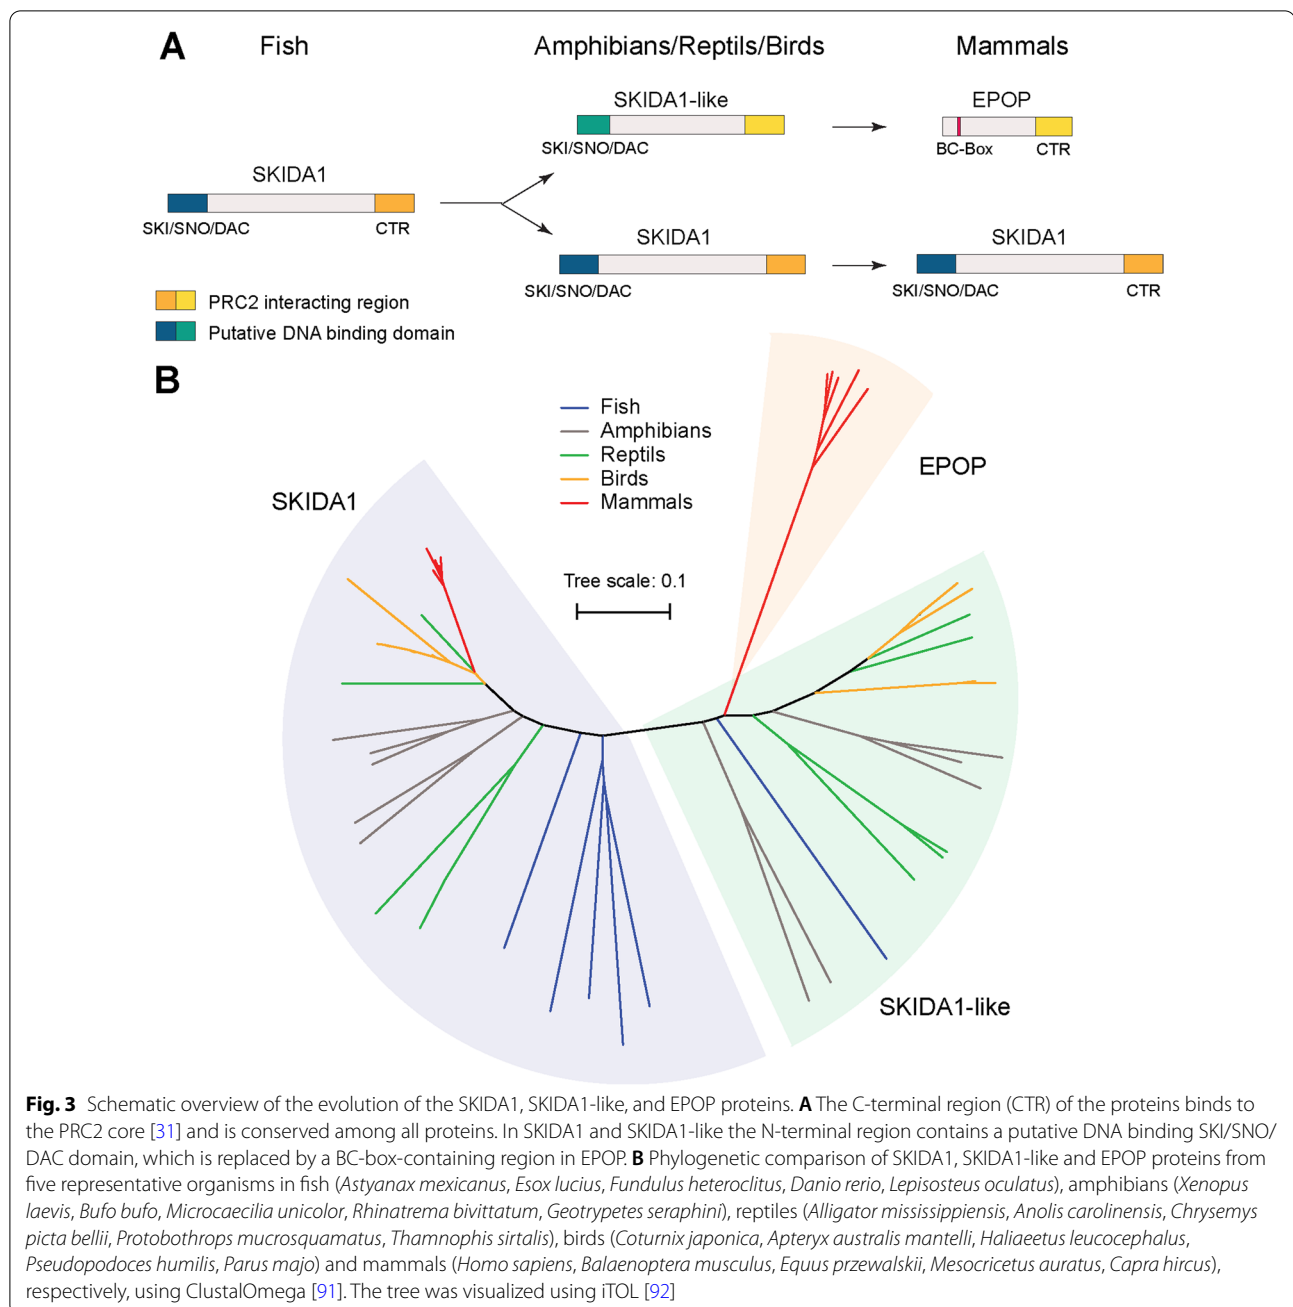 A
Fish
Amphibians/Reptils/Birds
Mammals
SKIDA1-like
EPOP
SKI/SNO/DAC
BC-Box
CTR
SKIDA1
SKI/SNO/DAC
CTR
SKIDA1
SKIDA1
SKI/SNO/DAC
SKI/SNO/DAC
CTR
PRC2 interacting region
Putative DNA binding domain
B
Fish
Amphibians
Reptils
Birds
Mammals
EPOP
SKIDA1
Tree scale: 0.1
SKIDA1-like
Fig. 3 Schematic overview of the evolution of the SKIDA1, SKIDA1-like, and EPOP proteins. A The C-terminal region (CTR) of the proteins binds to
the PRC2 core [31] and is conserved among all proteins. In SKIDA1 and SKIDA1-like the N-terminal region contains a putative DNA binding SKI/SNO/
DAC domain, which is replaced by a BC-box-containing region in EPOP. B Phylogenetic comparison of SKIDA1, SKIDA1-like and EPOP proteins from
five representative organisms in fish (Astyanax mexicanus, Esox lucius, Fundulus heteroclitus, Danio rerio, Lepisosteus oculatus), amphibians (Xenopus
laevis, Bufo bufo, Microcaecilia unicolor, Rhinatrema bivittatum, Geotrypetes seraphini), reptiles (Alligator mississippiensis, Anolis carolinensis, Chrysemys
picta bellii, Protobothrops mucrosquamatus, Thamnophis sirtalis), birds (Coturnix japonica, Apteryx australis mantelli, Haliaeetus leucocephalus,
Pseudopodoces humilis, Parus majo) and mammals (Homo sapiens, Balaenoptera musculus, Equus przewalskii, Mesocricetus auratus, Capra hircus),
respectively, using ClustalOmega [91]. The tree was visualized using iTOL [92]